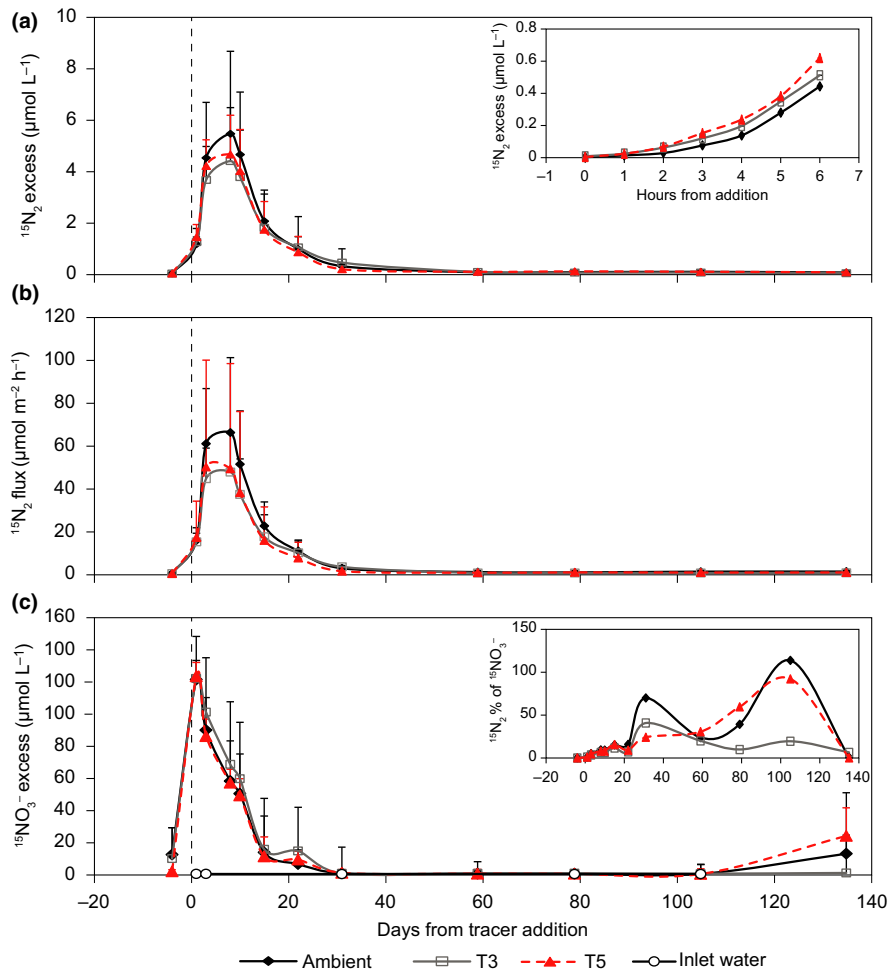 (a)
10
8
6
4
2
0
¹⁵N₂ excess (µmol L⁻¹)
0.8
0.6
0.4
0.2
0
¹⁵N₂ excess (µmol L⁻¹)
–1 0 1 2 3 4 5 6 7
Hours from addition
(b)
120
100
80
60
40
20
0
¹⁵N₂ flux (µmol m⁻² h⁻¹)
(c)
160
100
100
80
60
40
20
0
¹⁵NO₃⁻ excess (µmol L⁻¹)
150
100
50
0
¹⁵N₂ % of ¹⁵NO₃⁻
–20 0 20 40 60 80 100 120 140
–20 0 20 40 60 80 100 120 140
Days from tracer addition
Ambient T3 T5 Inlet water